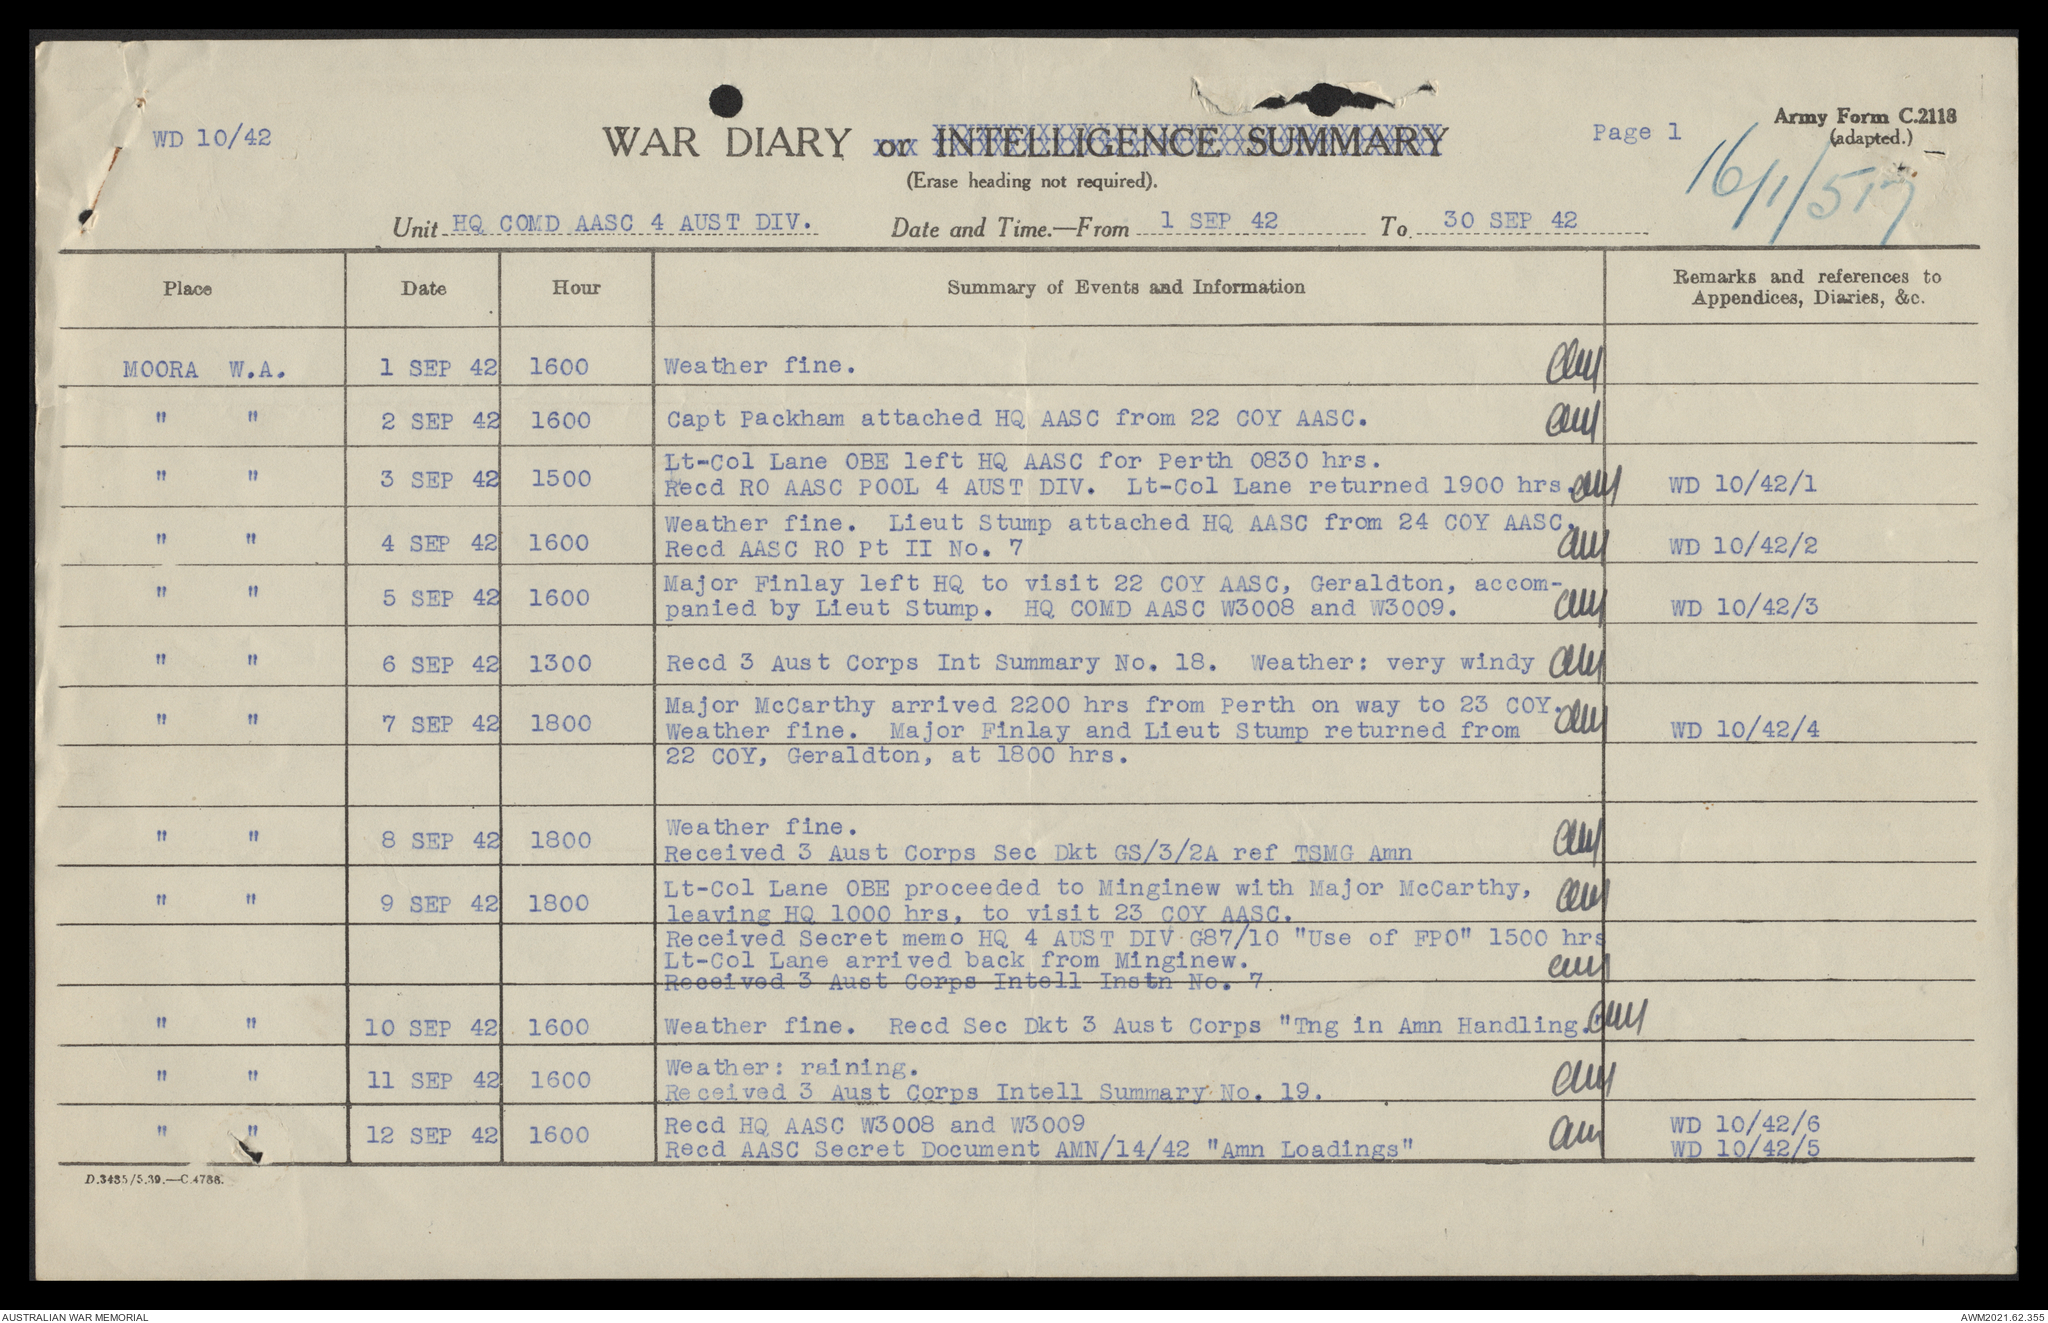 WD 10/42
WAR DIARY or INTELLIGENCE SUMMARY
(Erase heading not required).
Page 1
Army Form C.2118
(adapted.)
16/1/517
Unit HQ COMD AASC 4 AUST DIV. Date and Time.—From 1 SEP 42 To 30 SEP 42
Place Date Hour Summary of Events and Information Remarks and references to
Appendices, Diaries, &c.
MOORA W.A. 1 SEP 42 1600 Weather fine.
" " 2 SEP 42 1600 Capt Packham attached HQ AASC from 22 COY AASC.
Lt-Col Lane OBE left HQ AASC for Perth 0830 hrs.
" " 3 SEP 42 1500 Recd RO AASC POOL 4 AUST DIV. Lt-Col Lane returned 1900 hrs. WD 10/42/1
Weather fine. Lieut Stump attached HQ AASC from 24 COY AASC.
" " 4 SEP 42 1600 Recd AASC RO Pt II No. 7 WD 10/42/2
Major Finlay left HQ to visit 22 COY AASC, Geraldton, accom-
" " 5 SEP 42 1600 panied by Lieut Stump. HQ COMD AASC W3008 and W3009. WD 10/42/3
" " 6 SEP 42 1300 Recd 3 Aust Corps Int Summary No. 18. Weather: very windy
Major McCarthy arrived 2200 hrs from Perth on way to 23 COY.
" " 7 SEP 42 1800 Weather fine. Major Finlay and Lieut Stump returned from WD 10/42/4
22 COY, Geraldton, at 1800 hrs.
Weather fine.
" " 8 SEP 42 1800 Received 3 Aust Corps Sec Dkt GS/3/2A ref TSMG Amn
Lt-Col Lane OBE proceeded to Minginew with Major McCarthy,
" " 9 SEP 42 1800 leaving HQ 1000 hrs, to visit 23 COY AASC.
Received Secret memo HQ 4 AUST DIV G87/10 "Use of FPO" 1500 hrs
Lt-Col Lane arrived back from Minginew.
Received 3 Aust Corps Intell Instn No. 7
" " 10 SEP 42 1600 Weather fine. Recd Sec Dkt 3 Aust Corps "Tng in Amn Handling."
Weather: raining.
" " 11 SEP 42 1600 Received 3 Aust Corps Intell Summary No. 19.
" " 12 SEP 42 1600 Recd HQ AASC W3008 and W3009 WD 10/42/6
Recd AASC Secret Document AMN/14/42 "Amn Loadings" WD 10/42/5
D.3435/5.39.—C.4788.
AUSTRALIAN WAR MEMORIAL
AWM2021.62.355